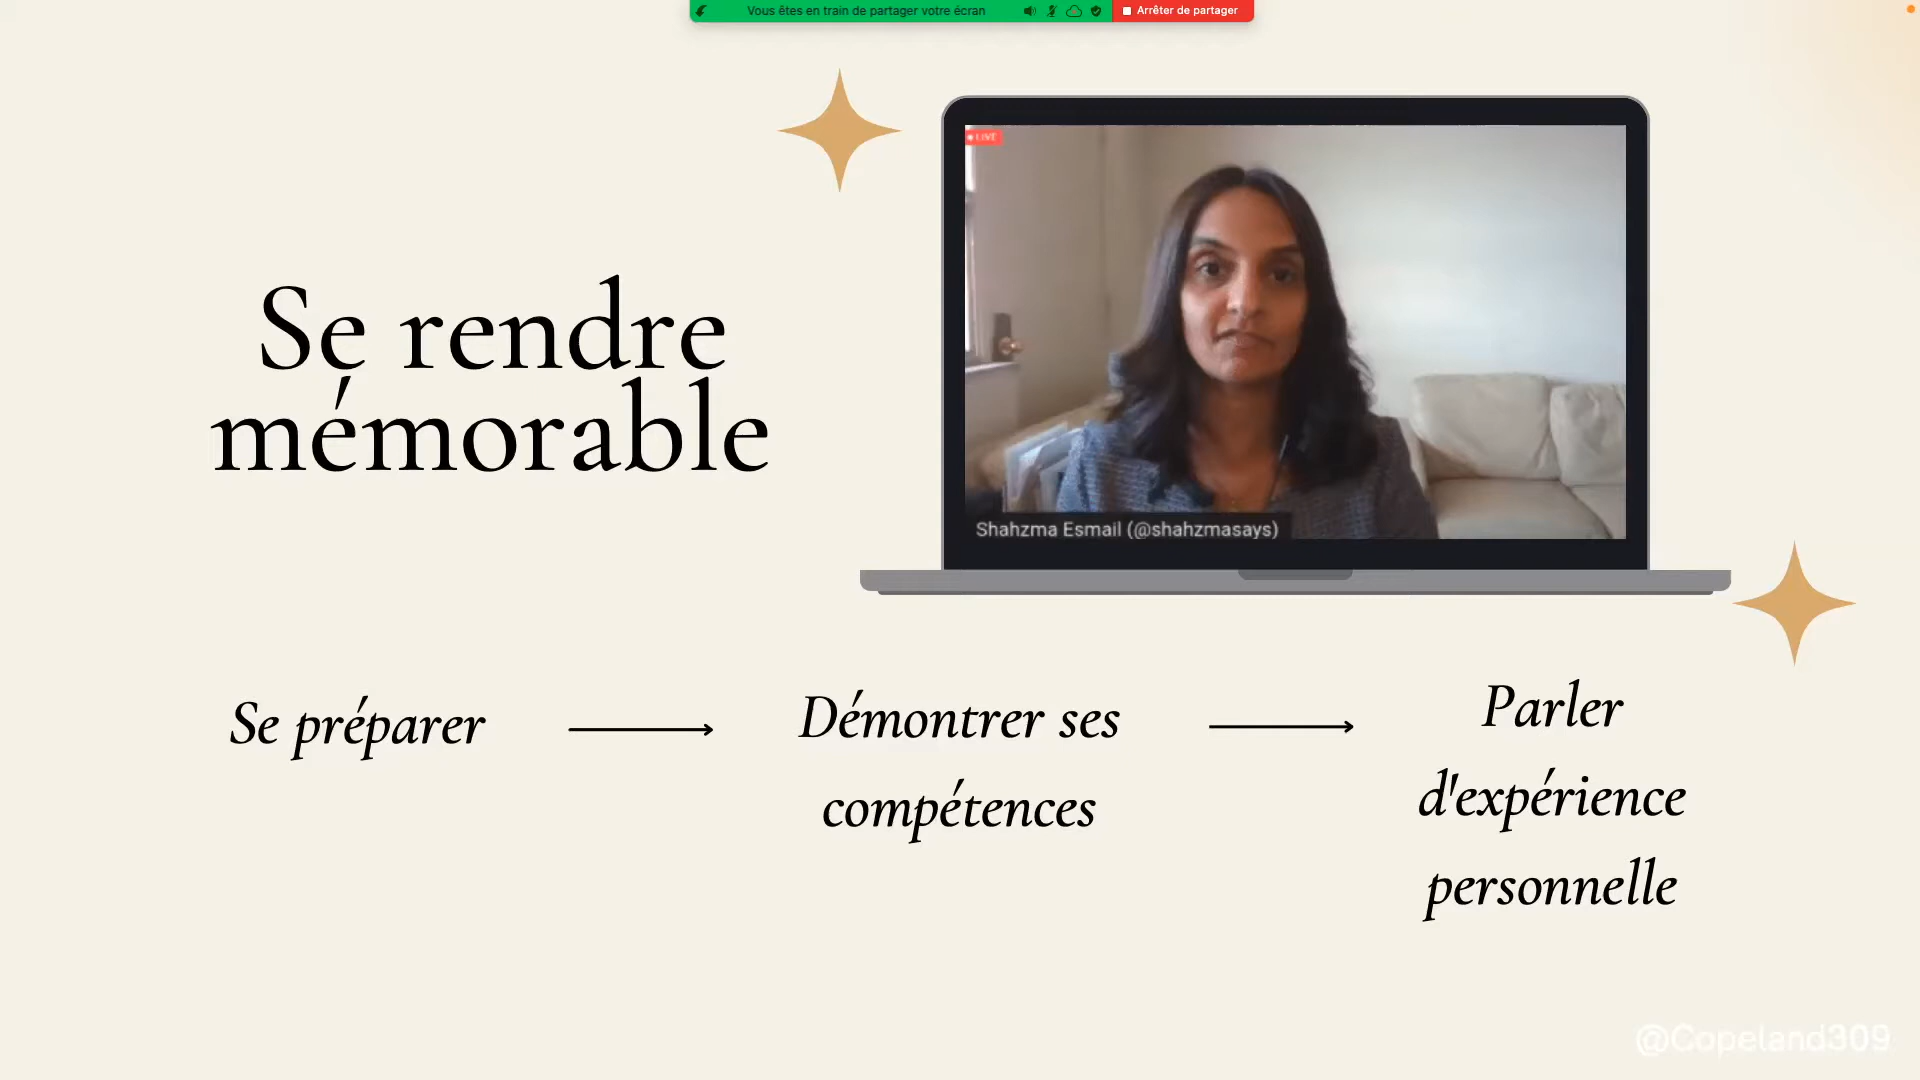 Vous êtes en train de partager votre écran
Arrêter de partager
LIVE
Se rendre
mémorable
Shahzma Esmail (@shahzmasays)
Se préparer
Démontrer ses
compétences
Parler
d'expérience
personnelle
@Copeland309